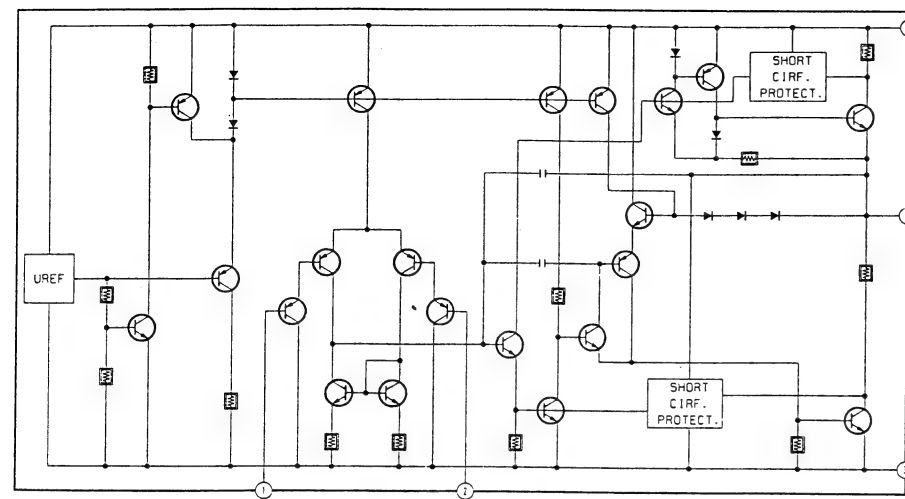 SHORT
CIRF.
PROTECT.
UREF
SHORT
CIRF.
PROTECT.
1
2